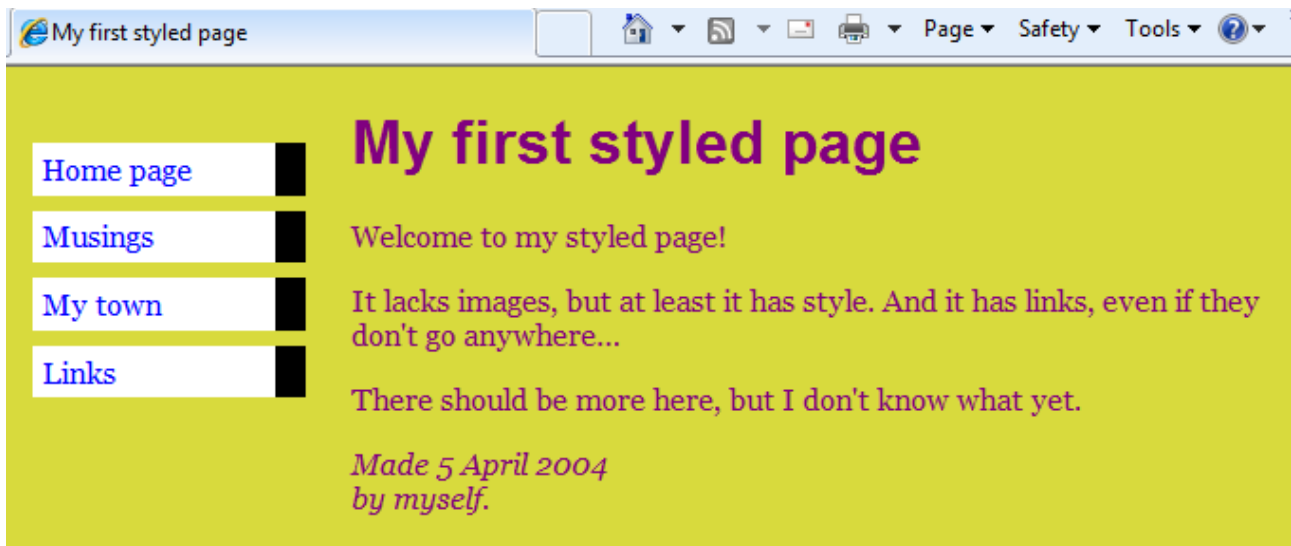 My first styled page
Page Safety Tools
Home page
Musings
My town
Links
My first styled page
Welcome to my styled page!
It lacks images, but at least it has style. And it has links, even if they
don't go anywhere...
There should be more here, but I don't know what yet.
Made 5 April 2004
by myself.